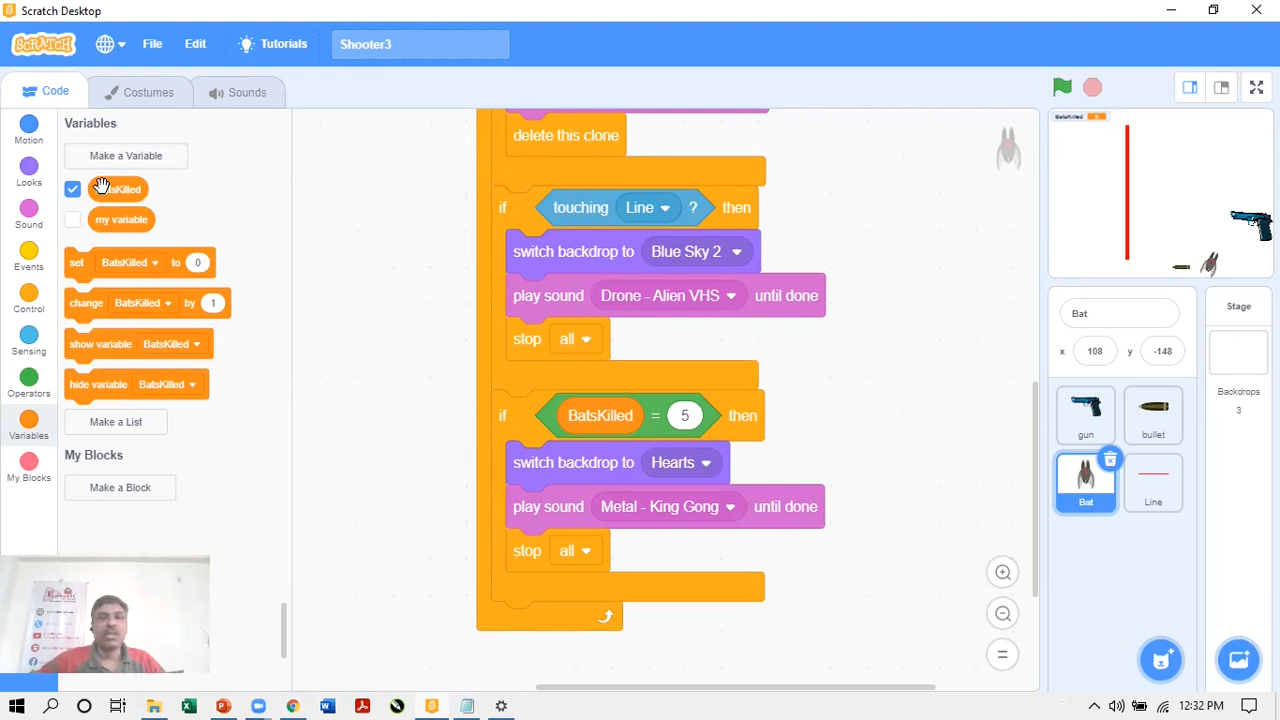 Scratch Desktop
SCRATCH
File
Edit
Tutorials
Shooter3
Code
Costumes
Sounds
Motion
Looks
Sound
Events
Control
Sensing
Operators
Variables
My Blocks
Variables
Make a Variable
my variable
set BatsKilled to 0
change BatsKilled by 1
show variable BatsKilled
hide variable BatsKilled
Make a List
My Blocks
Make a Block
delete this clone
if touching Line ? then
switch backdrop to Blue Sky 2
play sound Drone - Alien VHS until done
stop all
if BatsKilled = 5 then
switch backdrop to Hearts
play sound Metal - King Gong until done
stop all
BatsKilled
Bat
x 108 y -148
gun
bullet
Bat
Line
Stage
Backdrops
3
12:32 PM